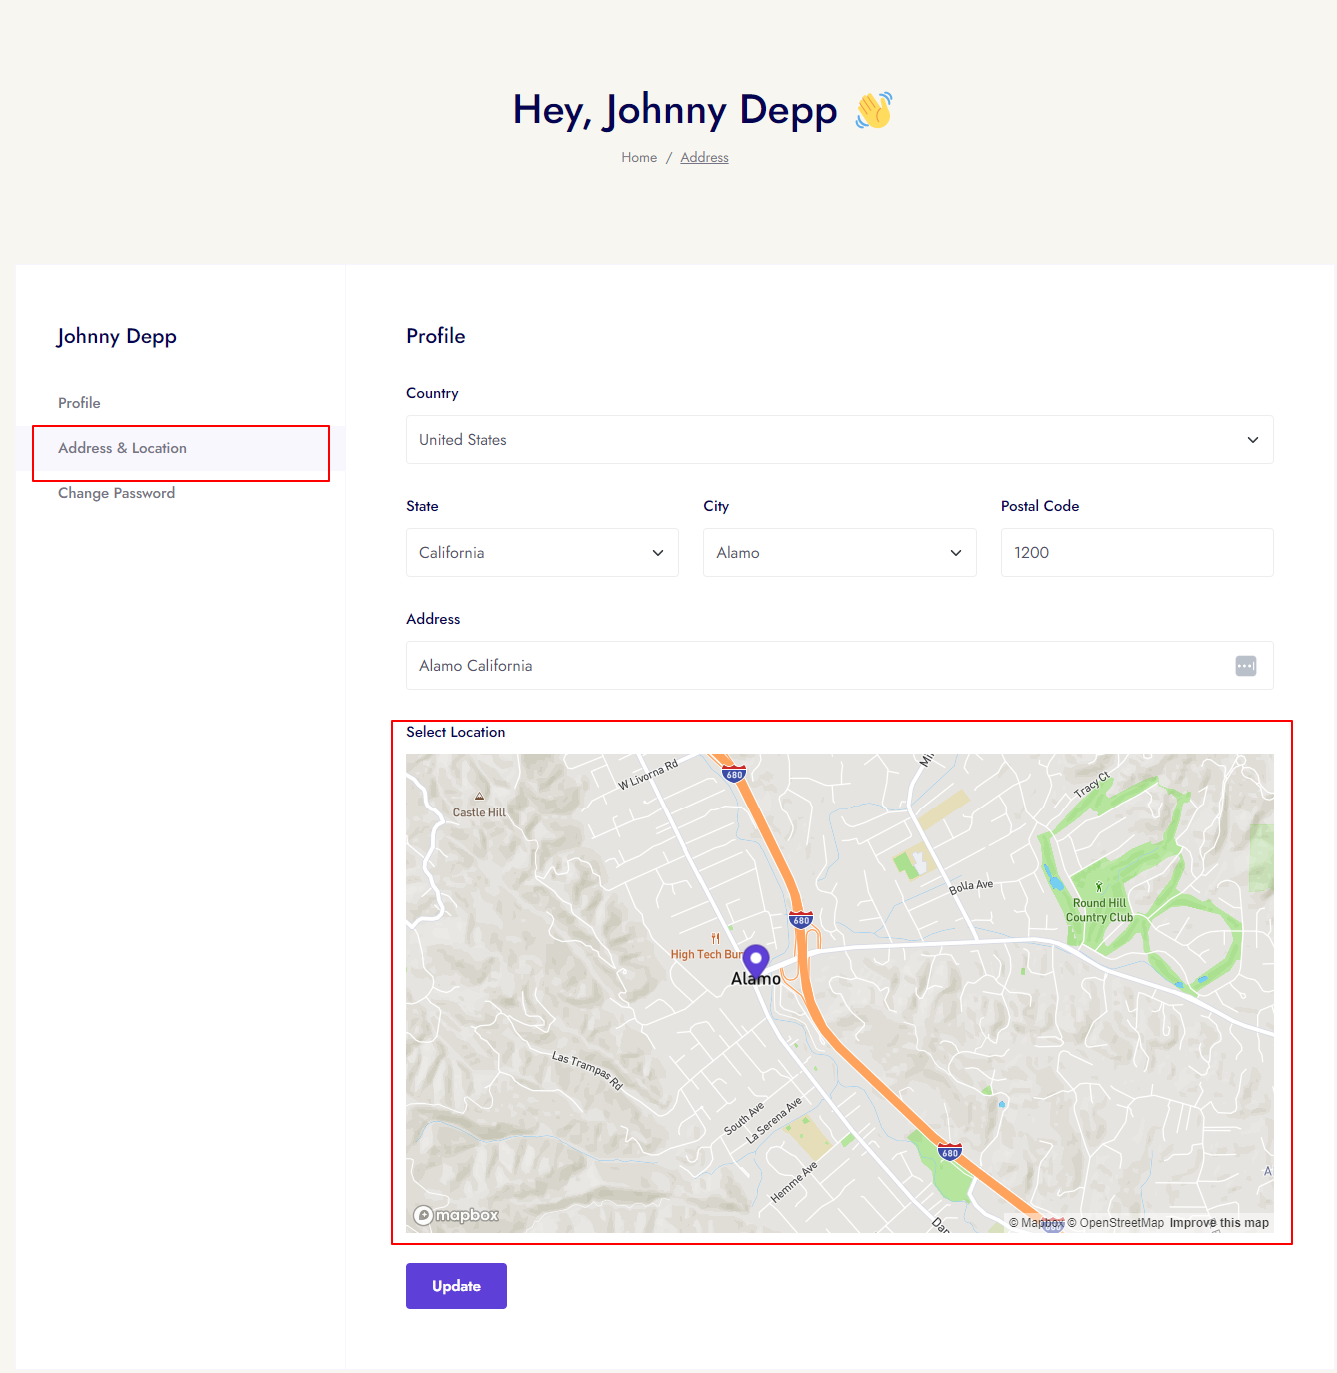 Hey, Johnny Depp 👋
Home / Address
Johnny Depp
Profile
Address & Location
Change Password
Profile
Country
United States
State
City
Postal Code
California
Alamo
1200
Address
Alamo California
Select Location
W Livorna Rd
680
Tracy Ct
Castle Hill
Bolla Ave
Round Hill
Country Club
680
High Tech
Alamo
Las Trampas Rd
South Ave
La Serena Ave
Hemme Ave
680
mapbox
© Mapbox © OpenStreetMap Improve this map
Update